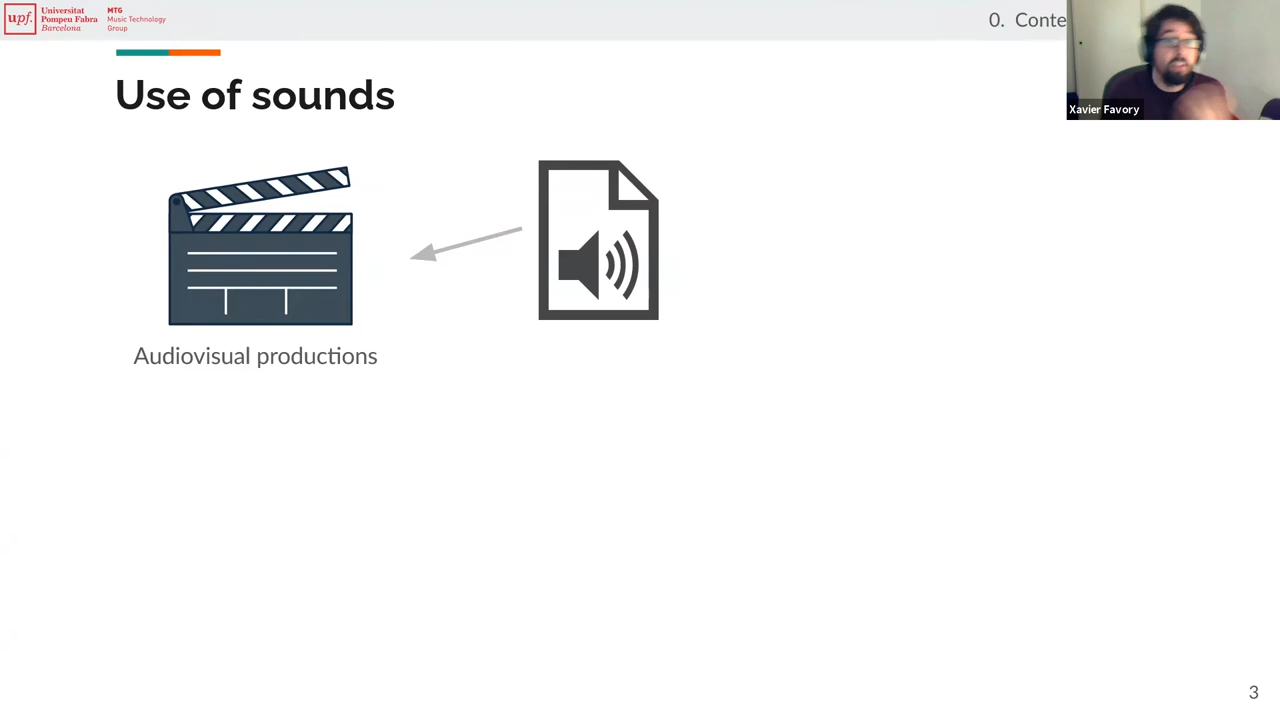 upf.
Universitat
Pompeu Fabra
Barcelona
MTG
Music Technology
Group
0. Conte
Xavier Favory
Use of sounds
Audiovisual productions
3